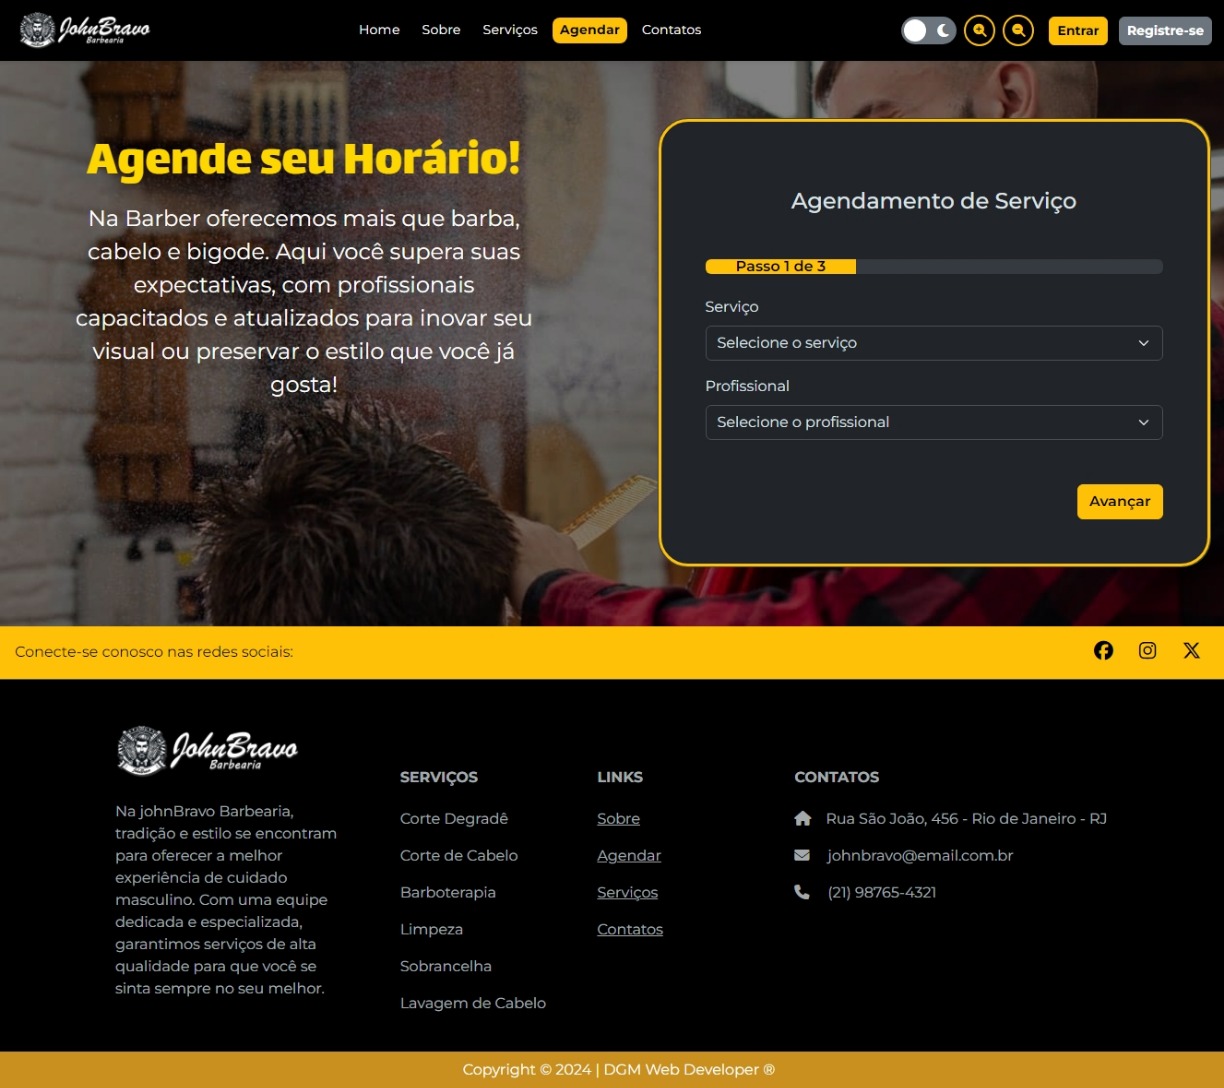 JohnBravo
Barbearia
Home Sobre Serviços Agendar Contatos
Entrar Registre-se
Agende seu Horário!
Na Barber oferecemos mais que barba,
cabelo e bigode. Aqui você supera suas
expectativas, com profissionais
capacitados e atualizados para inovar seu
visual ou preservar o estilo que você já
gosta!
Agendamento de Serviço
Passo 1 de 3
Serviço
Selecione o serviço
Profissional
Selecione o profissional
Avançar
Conecte-se conosco nas redes sociais:
JohnBravo
Barbearia
Na johnBravo Barbearia,
tradição e estilo se encontram
para oferecer a melhor
experiência de cuidado
masculino. Com uma equipe
dedicada e especializada,
garantimos serviços de alta
qualidade para que você se
sinta sempre no seu melhor.
SERVIÇOS
Corte Degradê
Corte de Cabelo
Barboterapia
Limpeza
Sobrancelha
Lavagem de Cabelo
LINKS
Sobre
Agendar
Serviços
Contatos
CONTATOS
Rua São João, 456 - Rio de Janeiro - RJ
johnbravo@email.com.br
(21) 98765-4321
Copyright © 2024 | DGM Web Developer ®